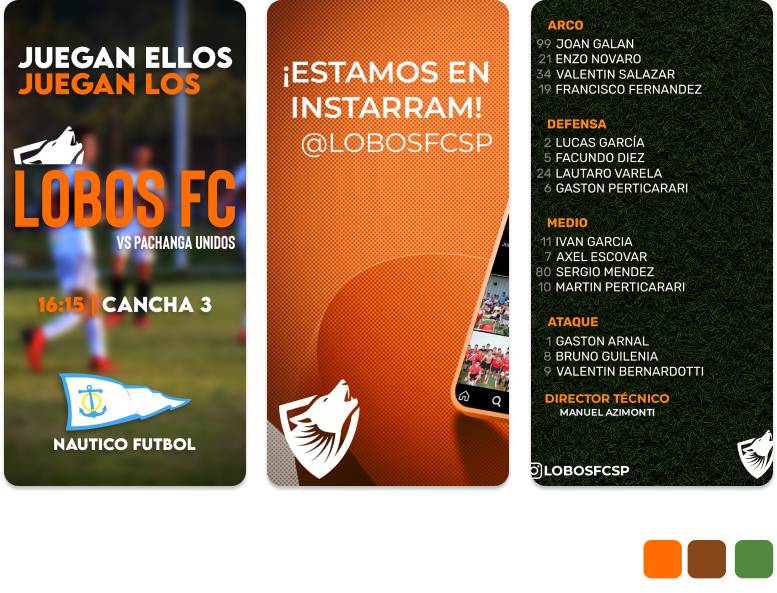 JUEGAN ELLOS
JUEGAN LOS
LOBOS FC
VS PACHANGA UNIDOS
16:15 | CANCHA 3
NAUTICO FUTBOL
¡ESTAMOS EN
INSTARRAM!
@LOBOSFCSP
ARCO
99 JOAN GALAN
21 ENZO NOVARO
34 VALENTIN SALAZAR
19 FRANCISCO FERNANDEZ
DEFENSA
2 LUCAS GARCÍA
5 FACUNDO DIEZ
24 LAUTARO VARELA
6 GASTON PERTICARARI
MEDIO
11 IVAN GARCIA
7 AXEL ESCOVAR
80 SERGIO MENDEZ
10 MARTIN PERTICARARI
ATAQUE
1 GASTON ARNAL
8 BRUNO GUILENIA
9 VALENTIN BERNARDOTTI
DIRECTOR TÉCNICO
MANUEL AZIMONTI
LOBOSFCSP